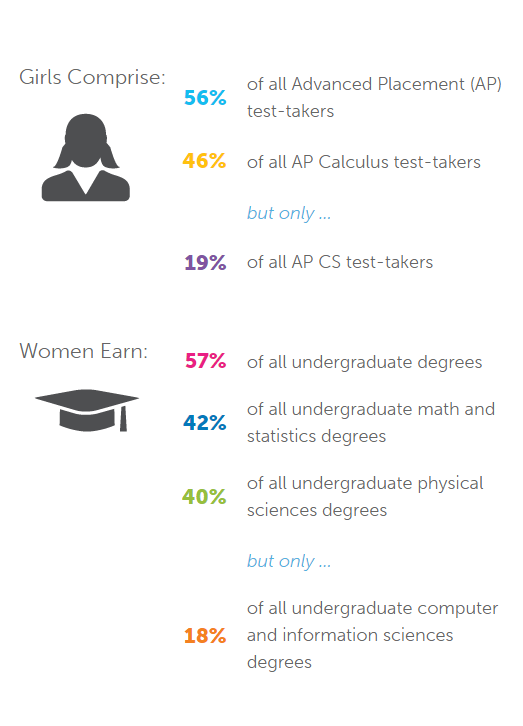 Girls Comprise:
56%
of all Advanced Placement (AP)
test-takers
46%
of all AP Calculus test-takers
but only ...
19%
of all AP CS test-takers
Women Earn:
57%
of all undergraduate degrees
42%
of all undergraduate math and
statistics degrees
40%
of all undergraduate physical
sciences degrees
but only ...
18%
of all undergraduate computer
and information sciences
degrees